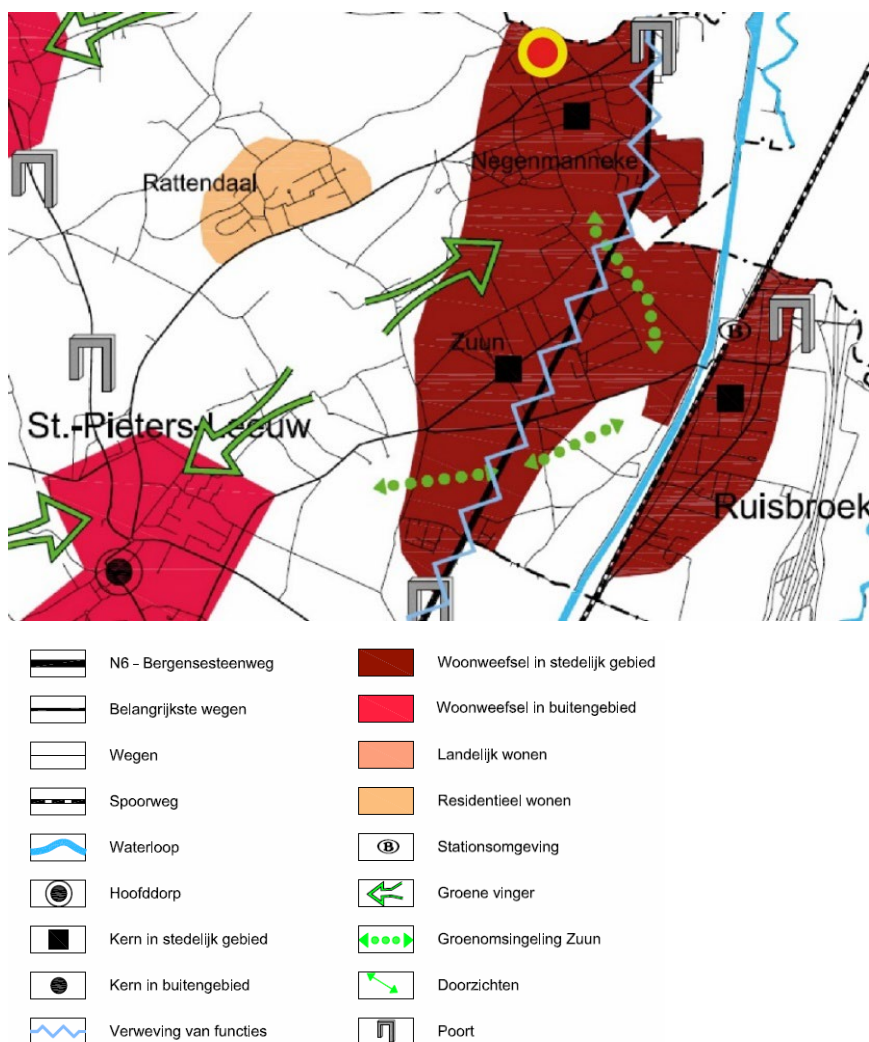 Negenmanneke
Rattendaal
Zuun
B
St.-Pieters-Leeuw
Ruisbroek
N6 - Bergensesteenweg
Woonweefsel in stedelijk gebied
Belangrijkste wegen
Woonweefsel in buitengebied
Wegen
Landelijk wonen
Spoorweg
Residentieel wonen
Waterloop
B
Stationsomgeving
Hoofddorp
Groene vinger
Kern in stedelijk gebied
Groenomsingeling Zuun
Kern in buitengebied
Doorzichten
Verweving van functies
Poort